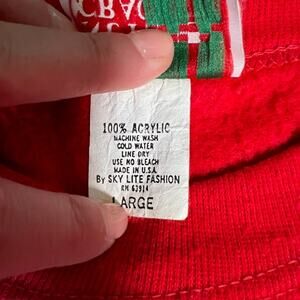 100% ACRYLIC
MACHINE WASH
COLD WATER
LINE DRY
USE NO BLEACH
MADE IN U.S.A.
By SKY LITE FASHION
RN 63914
LARGE